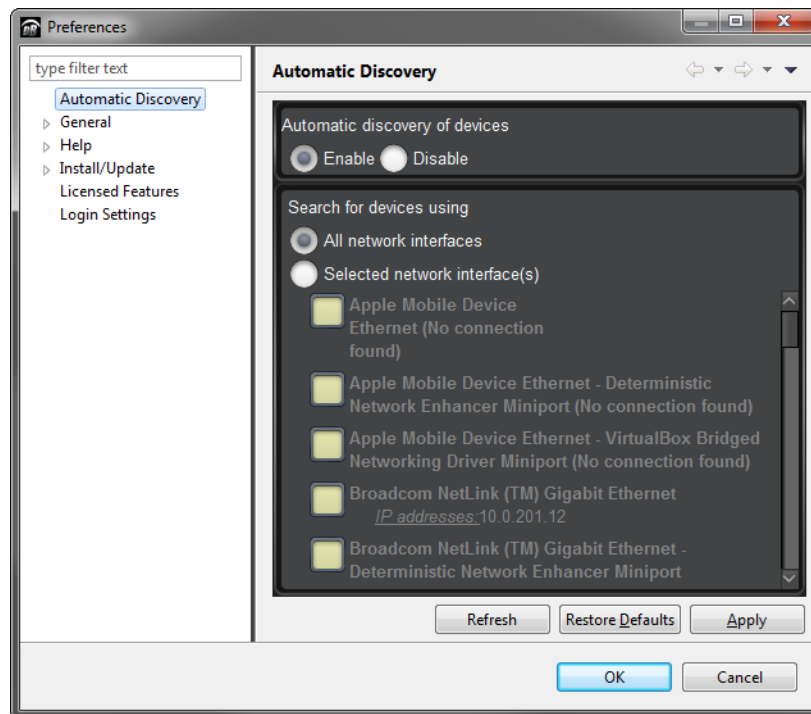 Preferences
type filter text
Automatic Discovery
General
Help
Install/Update
Licensed Features
Login Settings
Automatic Discovery
Automatic discovery of devices
Enable Disable
Search for devices using
All network interfaces
Selected network interface(s)
Apple Mobile Device
Ethernet (No connection
found)
Apple Mobile Device Ethernet - Deterministic
Network Enhancer Miniport (No connection found)
Apple Mobile Device Ethernet - VirtualBox Bridged
Networking Driver Miniport (No connection found)
Broadcom NetLink (TM) Gigabit Ethernet
IP addresses:10.0.201.12
Broadcom NetLink (TM) Gigabit Ethernet -
Deterministic Network Enhancer Miniport
Refresh Restore Defaults Apply
OK Cancel